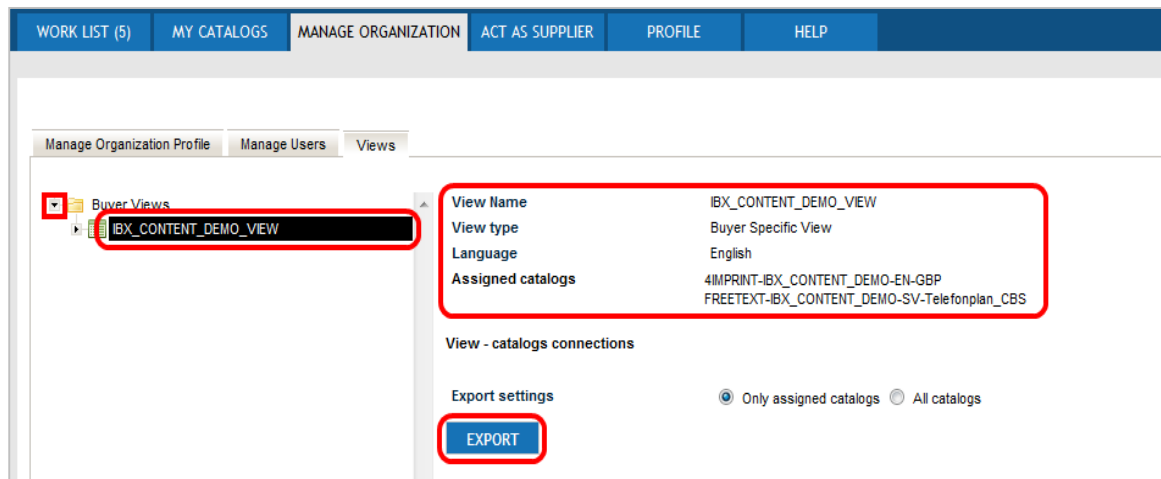 WORK LIST (5) MY CATALOGS MANAGE ORGANIZATION ACT AS SUPPLIER PROFILE HELP
Manage Organization Profile Manage Users Views
Buyer Views
IBX_CONTENT_DEMO_VIEW
View Name IBX_CONTENT_DEMO_VIEW
View type Buyer Specific View
Language English
Assigned catalogs 4IMPRINT-IBX_CONTENT_DEMO-EN-GBP
FREETEXT-IBX_CONTENT_DEMO-SV-Telefonplan_CBS
View - catalogs connections
Export settings Only assigned catalogs All catalogs
EXPORT